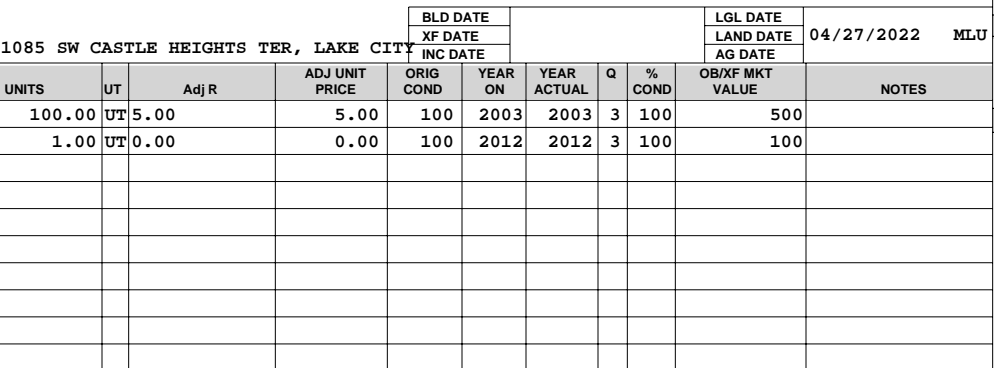 BLD DATE LGL DATE
XF DATE LAND DATE 04/27/2022 MLU
1085 SW CASTLE HEIGHTS TER, LAKE CITY
INC DATE AG DATE
UNITS UT Adj R ADJ UNIT PRICE ORIG COND YEAR ON YEAR ACTUAL Q % COND OB/XF MKT VALUE NOTES
100.00 UT 5.00 5.00 100 2003 2003 3 100 500
1.00 UT 0.00 0.00 100 2012 2012 3 100 100